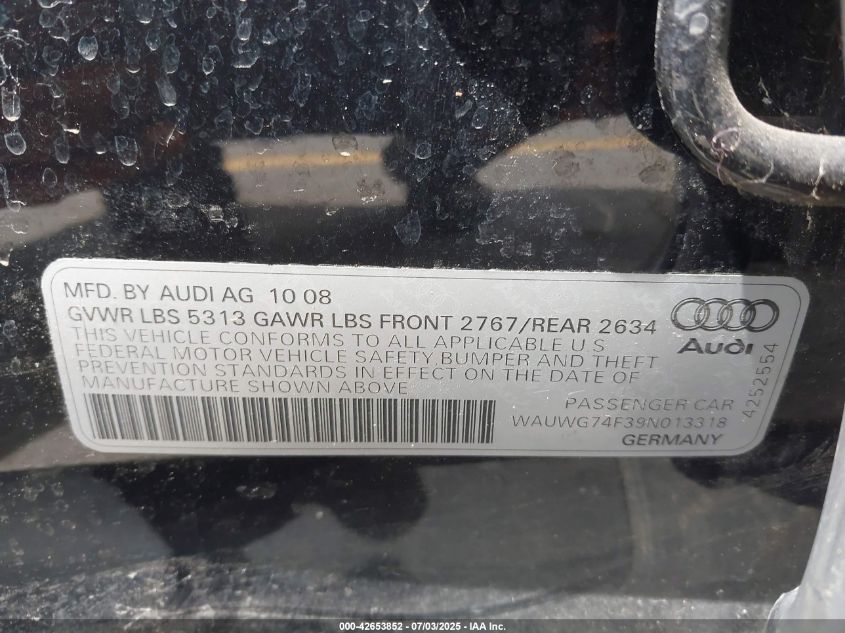 MFD. BY AUDI AG 10 08
GVWR LBS 5313 GAWR LBS FRONT 2767/REAR 2634
THIS VEHICLE CONFORMS TO ALL APPLICABLE U S
FEDERAL MOTOR VEHICLE SAFETY, BUMPER AND THEFT
PREVENTION STANDARDS IN EFFECT ON THE DATE OF
MANUFACTURE SHOWN ABOVE
Audi
4252554
PASSENGER CAR
WAUWG74F39N013318
GERMANY
000-42653852 - 07/03/2025 - IAA Inc.